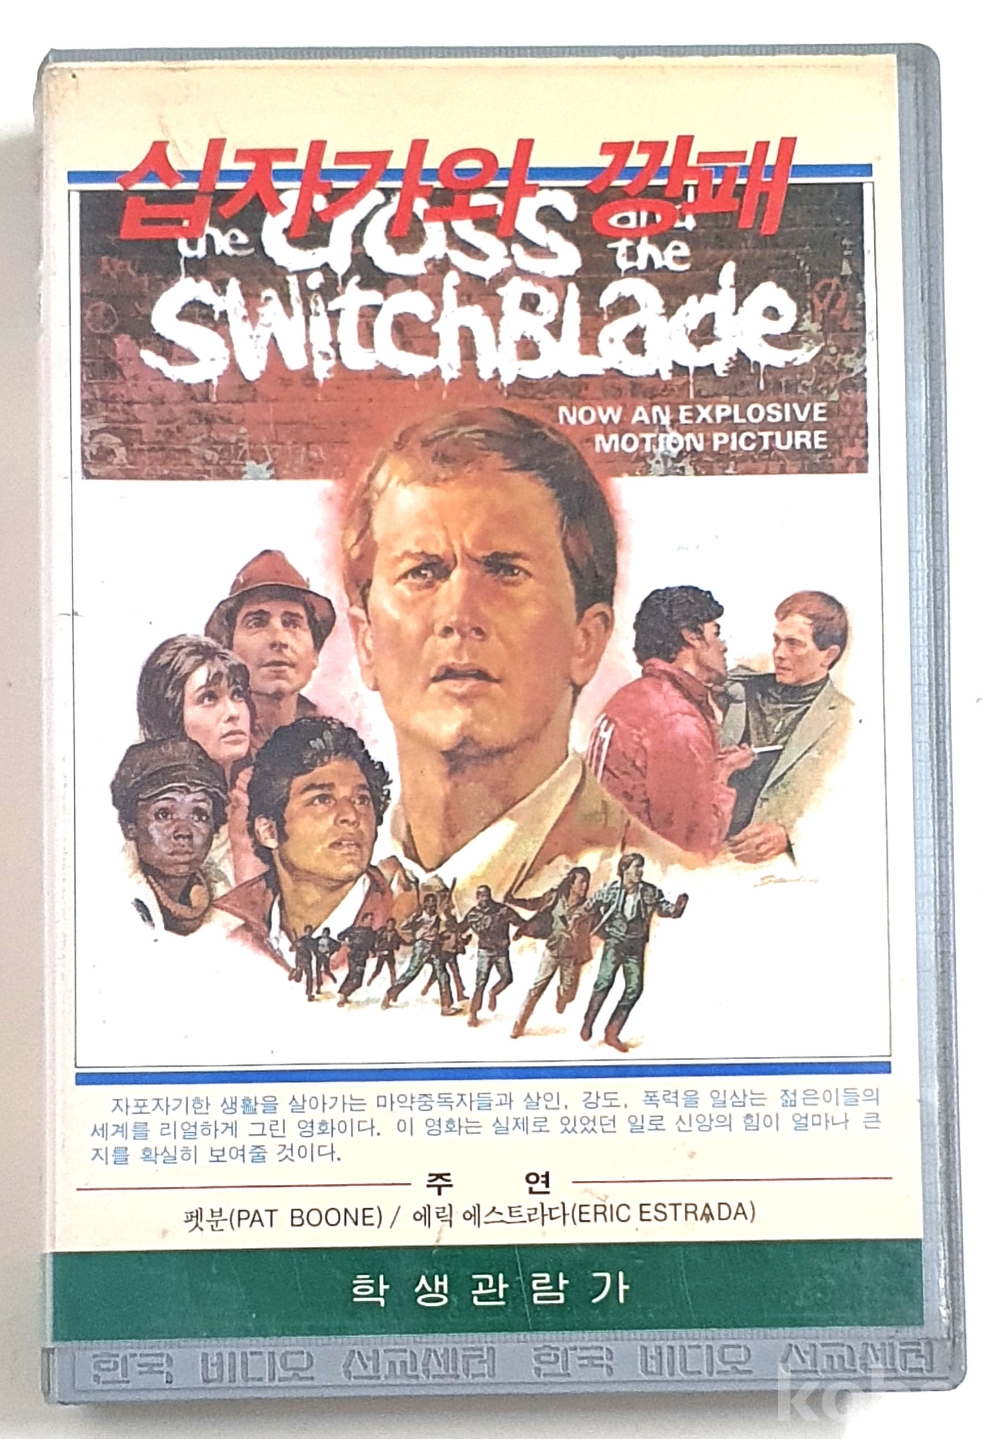 십자가와 깡패
the CROSS and the
SWitchBLade
NOW AN EXPLOSIVE
MOTION PICTURE
자포자기한 생활을 살아가는 마약중독자들과 살인, 강도, 폭력을 일삼는 젊은이들의
세계를 리얼하게 그린 영화이다. 이 영화는 실제로 있었던 일로 신앙의 힘이 얼마나 큰
지를 확실히 보여줄 것이다.
주 연
펫분(PAT BOONE) / 에릭 에스트라다(ERIC ESTRADA)
학생관람가
한국 비디오 선교센터 한국 비디오 선교센터